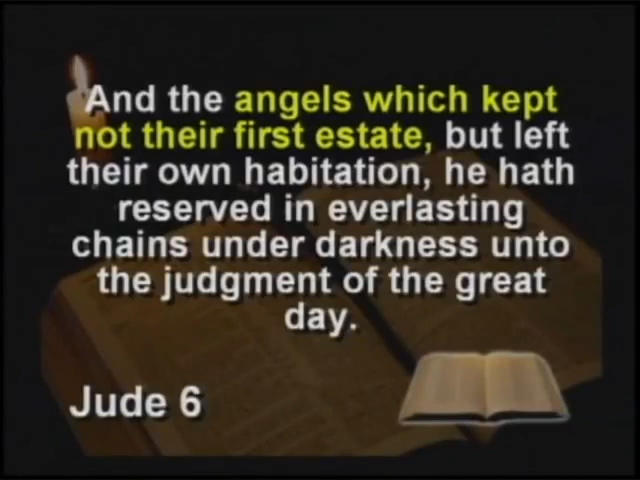 And the angels which kept
not their first estate, but left
their own habitation, he hath
reserved in everlasting
chains under darkness unto
the judgment of the great
day.
Jude 6